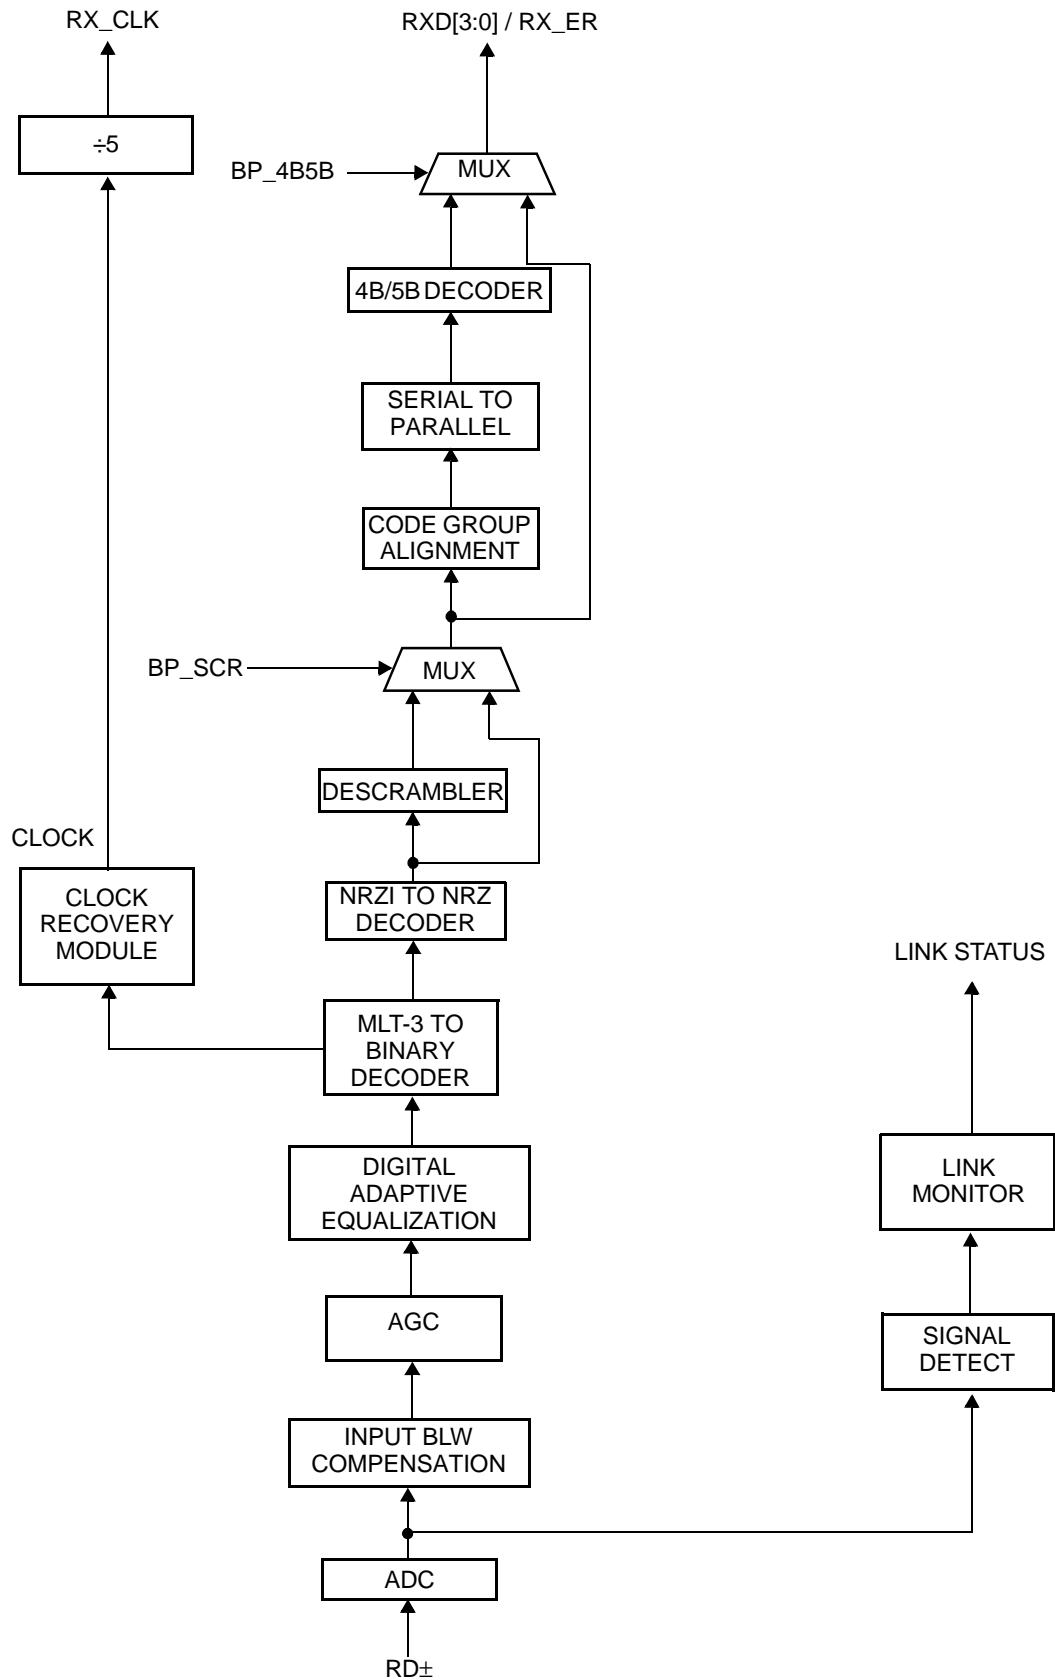 RX_CLK
RXD[3:0] / RX_ER
÷5
BP_4B5B
MUX
4B/5B DECODER
SERIAL TO
PARALLEL
CODE GROUP
ALIGNMENT
BP_SCR
MUX
DESCRAMBLER
CLOCK
CLOCK
RECOVERY
MODULE
NRZI TO NRZ
DECODER
LINK STATUS
MLT-3 TO
BINARY
DECODER
DIGITAL
ADAPTIVE
EQUALIZATION
LINK
MONITOR
AGC
SIGNAL
DETECT
INPUT BLW
COMPENSATION
ADC
RD±